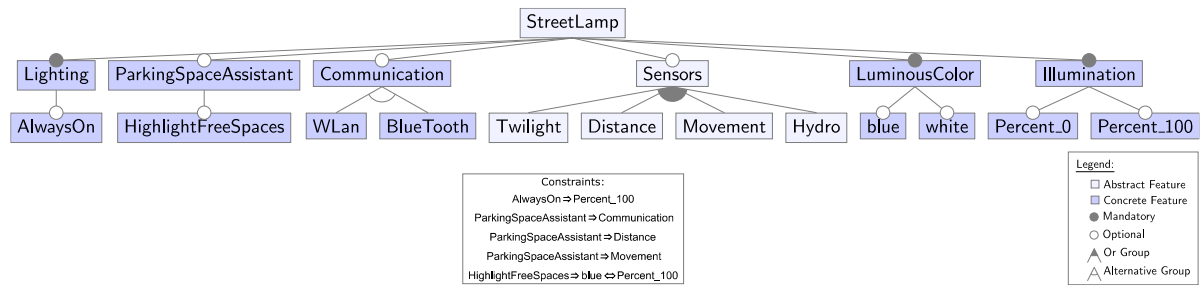 StreetLamp
Lighting ParkingSpaceAssistant Communication Sensors LuminousColor Illumination
AlwaysOn HighlightFreeSpaces WLan BlueTooth Twilight Distance Movement Hydro blue white Percent_0 Percent_100
Constraints:
AlwaysOn⇒Percent_100
ParkingSpaceAssistant⇒Communication
ParkingSpaceAssistant⇒Distance
ParkingSpaceAssistant⇒Movement
HighlightFreeSpaces⇒blue⇔Percent_100
Legend:
Abstract Feature
Concrete Feature
Mandatory
Optional
Or Group
Alternative Group